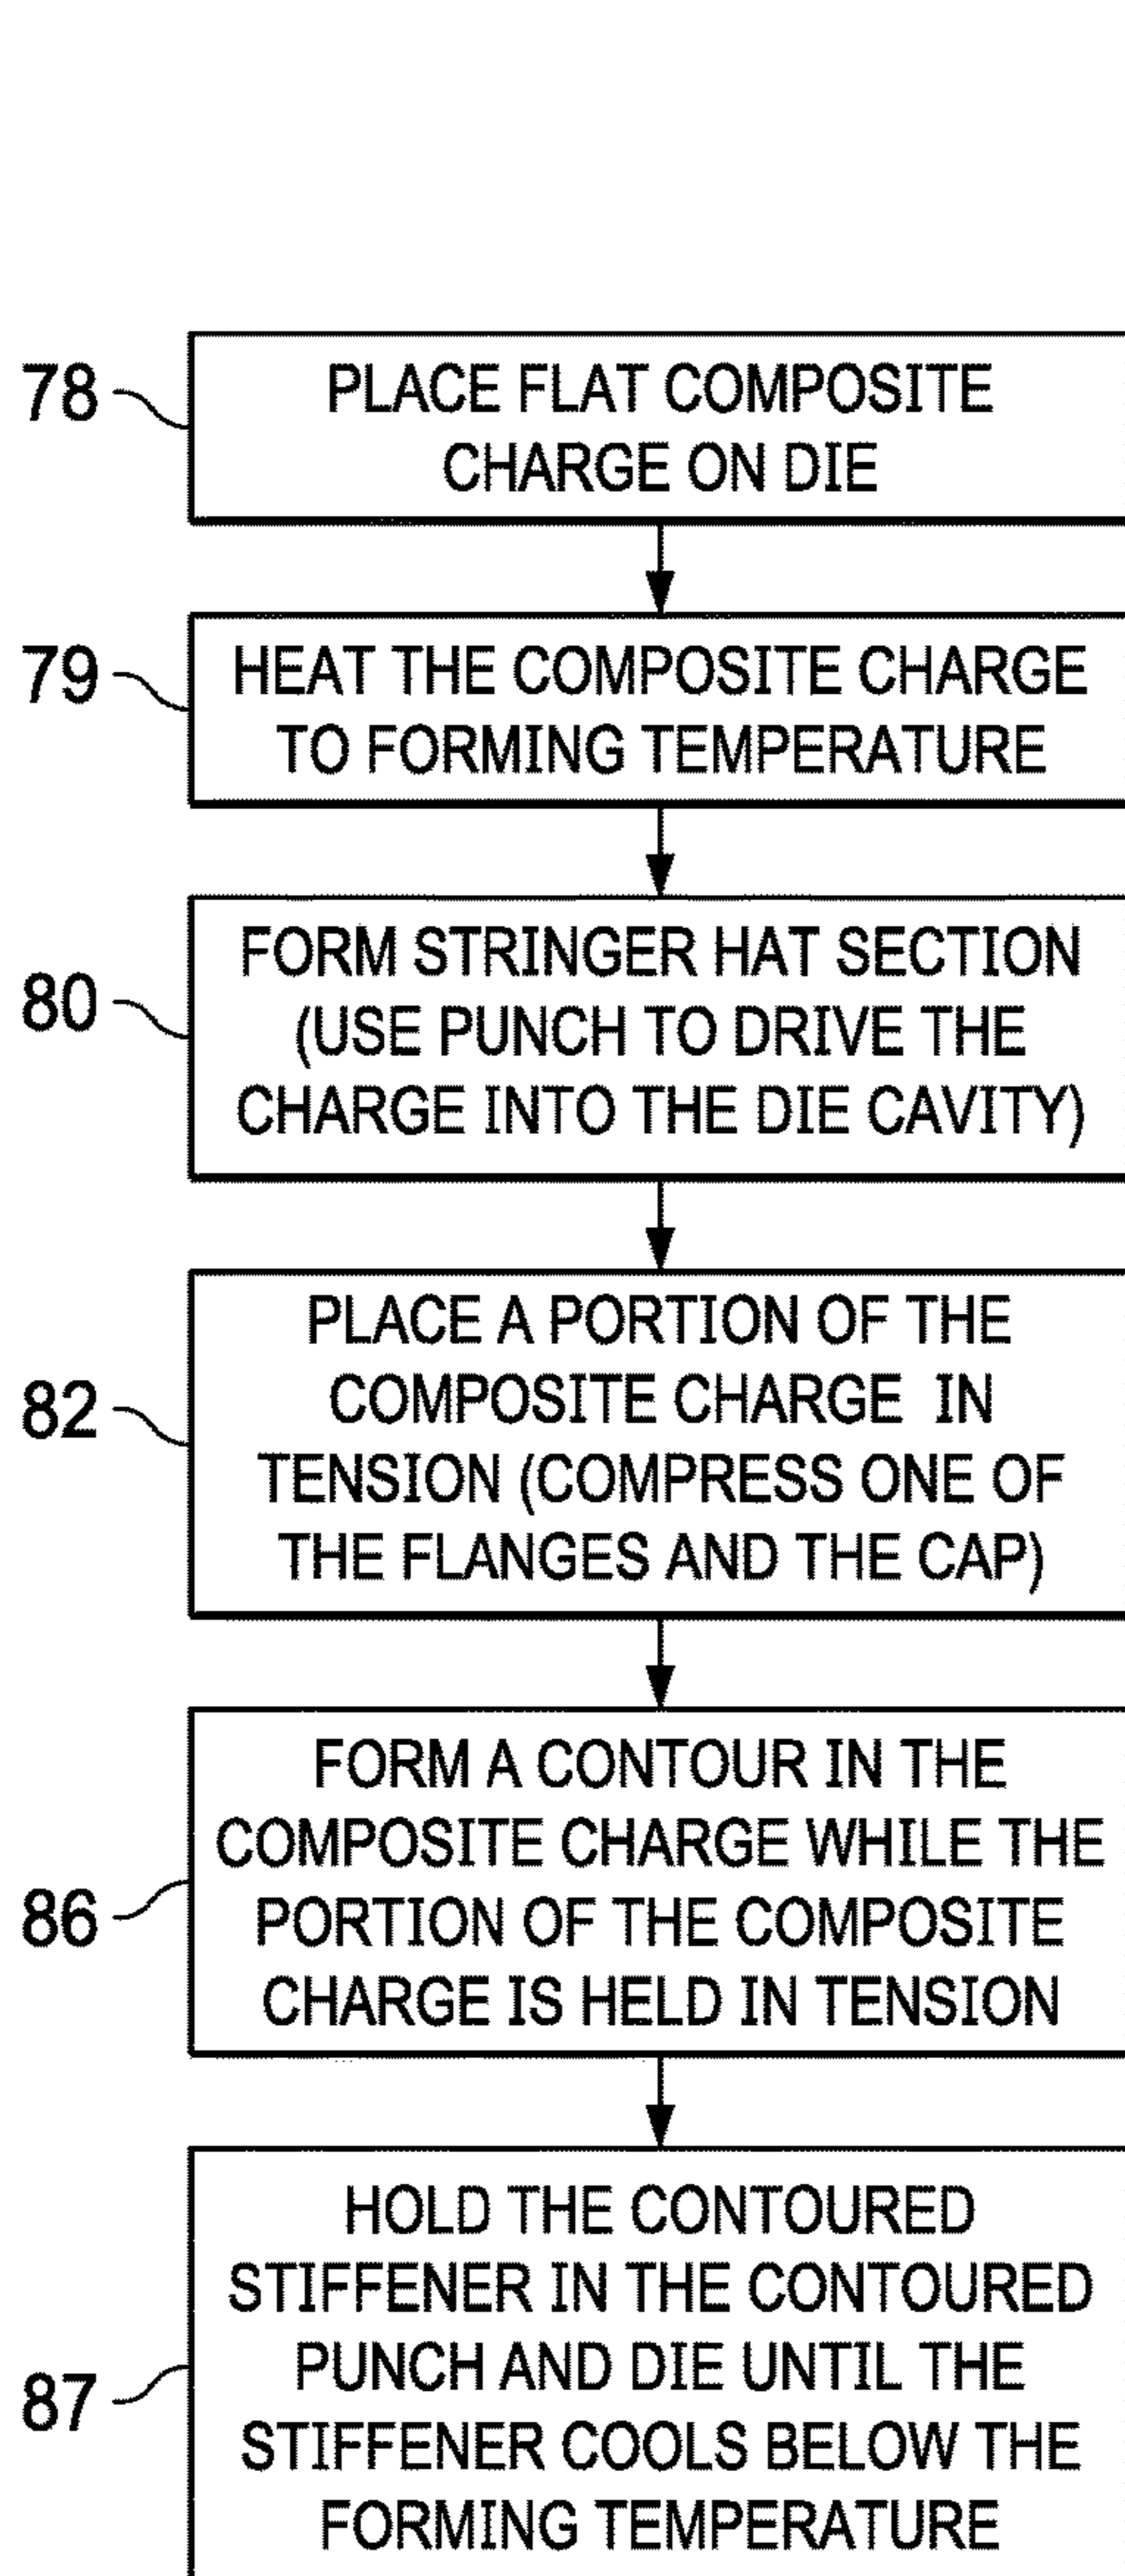 78
PLACE FLAT COMPOSITE
CHARGE ON DIE
79
HEAT THE COMPOSITE CHARGE
TO FORMING TEMPERATURE
80
FORM STRINGER HAT SECTION
(USE PUNCH TO DRIVE THE
CHARGE INTO THE DIE CAVITY)
82
PLACE A PORTION OF THE
COMPOSITE CHARGE IN
TENSION (COMPRESS ONE OF
THE FLANGES AND THE CAP)
86
FORM A CONTOUR IN THE
COMPOSITE CHARGE WHILE THE
PORTION OF THE COMPOSITE
CHARGE IS HELD IN TENSION
87
HOLD THE CONTOURED
STIFFENER IN THE CONTOURED
PUNCH AND DIE UNTIL THE
STIFFENER COOLS BELOW THE
FORMING TEMPERATURE